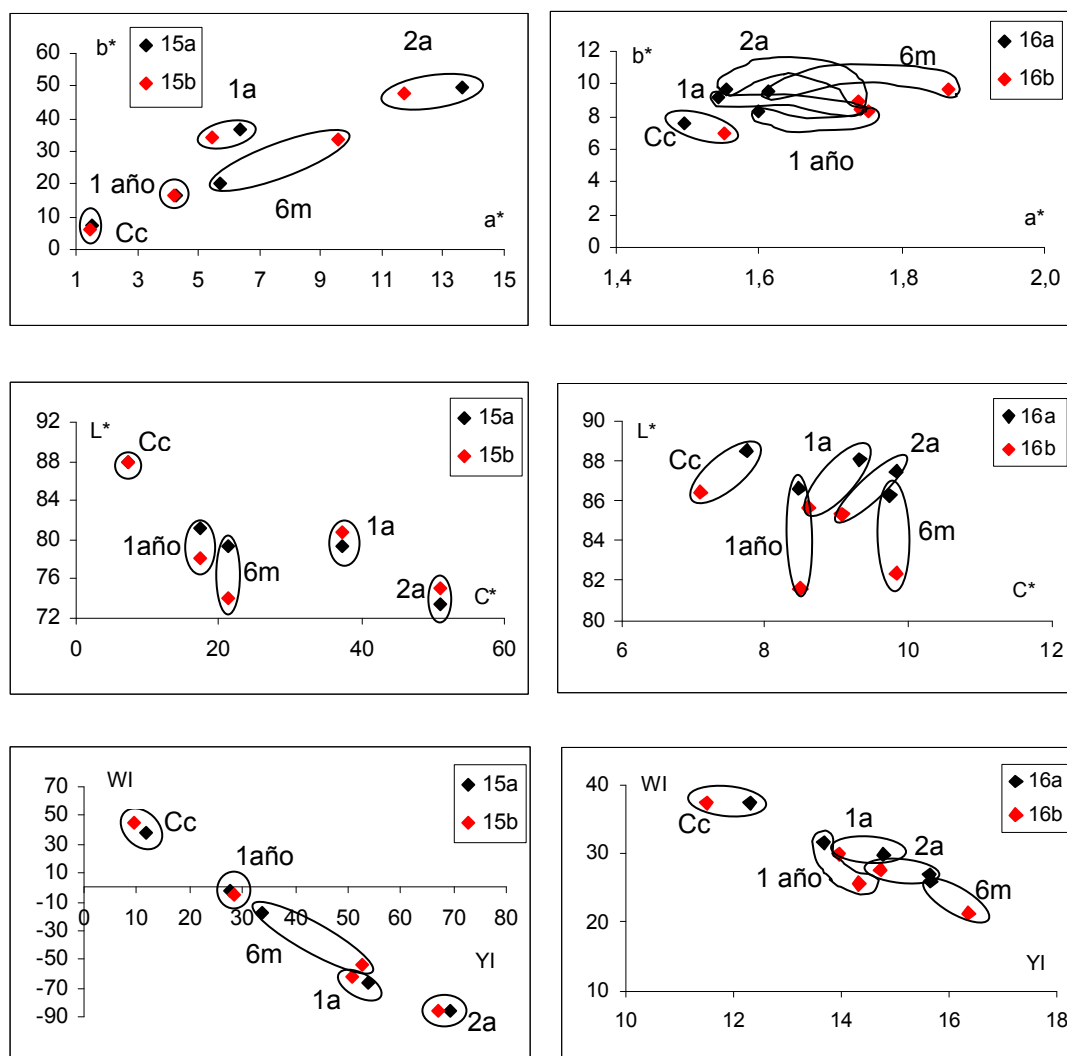 b*
60
50
40
30
20
10
0
1 3 5 7 9 11 13 15
a*
15a
15b
2a
1a
1 año
6m
Cc
b*
12
10
8
6
4
2
0
1,4 1,6 1,8 2,0
a*
16a
16b
2a
6m
1a
Cc
1 año
L*
92
88
84
80
76
72
0 20 40 60
C*
15a
15b
Cc
1año
6m
1a
2a
L*
90
88
86
84
82
80
6 8 10 12
C*
16a
16b
1a
2a
Cc
1año
6m
WI
70
50
30
10
-10
-30
-50
-70
-90
0 10 20 30 40 50 60 70 80
YI
15a
15b
Cc
1año
6m
1a
2a
WI
40
30
20
10
10 12 14 16 18
YI
16a
16b
Cc
1a
2a
1 año
6m